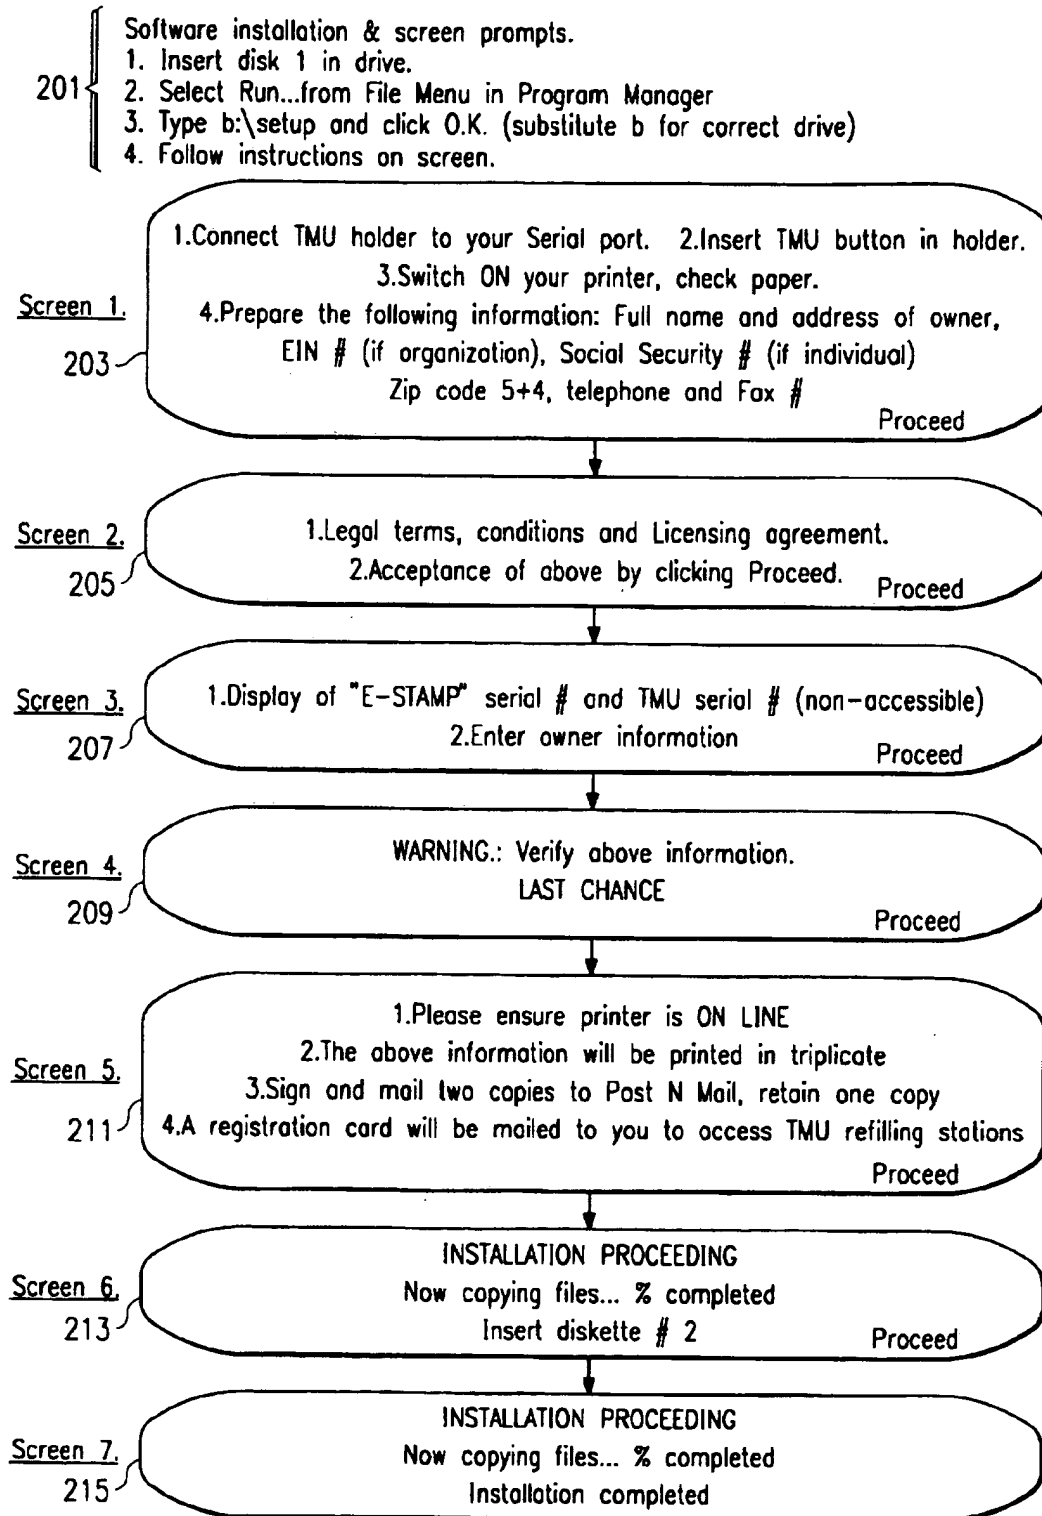 Software installation & screen prompts.
1. Insert disk 1 in drive.
201
2. Select Run...from File Menu in Program Manager
3. Type b:\setup and click O.K. (substitute b for correct drive)
4. Follow instructions on screen.
1.Connect TMU holder to your Serial port. 2.Insert TMU button in holder.
3.Switch ON your printer, check paper.
Screen 1.
4.Prepare the following information: Full name and address of owner,
203
EIN # (if organization), Social Security # (if individual)
Zip code 5+4, telephone and Fax #
Proceed
Screen 2.
1.Legal terms, conditions and Licensing agreement.
205
2.Acceptance of above by clicking Proceed.
Proceed
Screen 3.
1.Display of "E-STAMP" serial # and TMU serial # (non-accessible)
207
2.Enter owner information
Proceed
WARNING.: Verify above information.
Screen 4.
LAST CHANCE
209
Proceed
1.Please ensure printer is ON LINE
2.The above information will be printed in triplicate
Screen 5.
3.Sign and mail two copies to Post N Mail, retain one copy
211
4.A registration card will be mailed to you to access TMU refilling stations
Proceed
INSTALLATION PROCEEDING
Screen 6.
Now copying files... % completed
213
Insert diskette # 2
Proceed
INSTALLATION PROCEEDING
Screen 7.
Now copying files... % completed
215
Installation completed